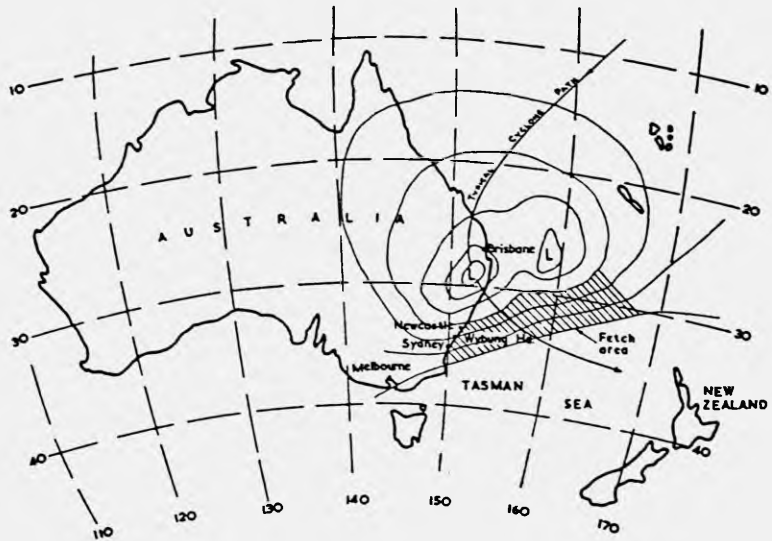 10
10
TYPICAL CYCLONE PATH
20
20
AUSTRALIA
Brisbane
L
L
30
Newcastle
30
Sydney
Wybung Hd
Fetch
area
Melbourne
TASMAN
SEA
NEW
ZEALAND
40
40
110
120
130
140
150
160
170